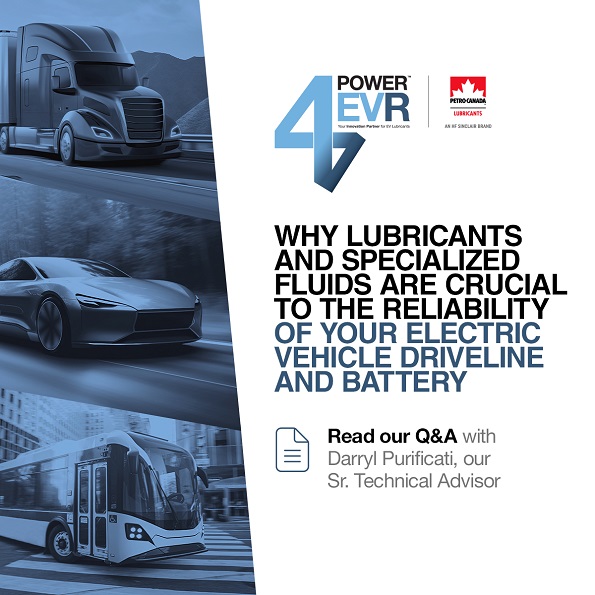 4
POWER™
EVR
Your Innovation Partner for EV Lubricants
PETRO-CANADA
LUBRICANTS
AN HF SINCLAIR BRAND
WHY LUBRICANTS
AND SPECIALIZED
FLUIDS ARE CRUCIAL
TO THE RELIABILITY
OF YOUR ELECTRIC
VEHICLE DRIVELINE
AND BATTERY
Read our Q&A with
Darryl Purificati, our
Sr. Technical Advisor